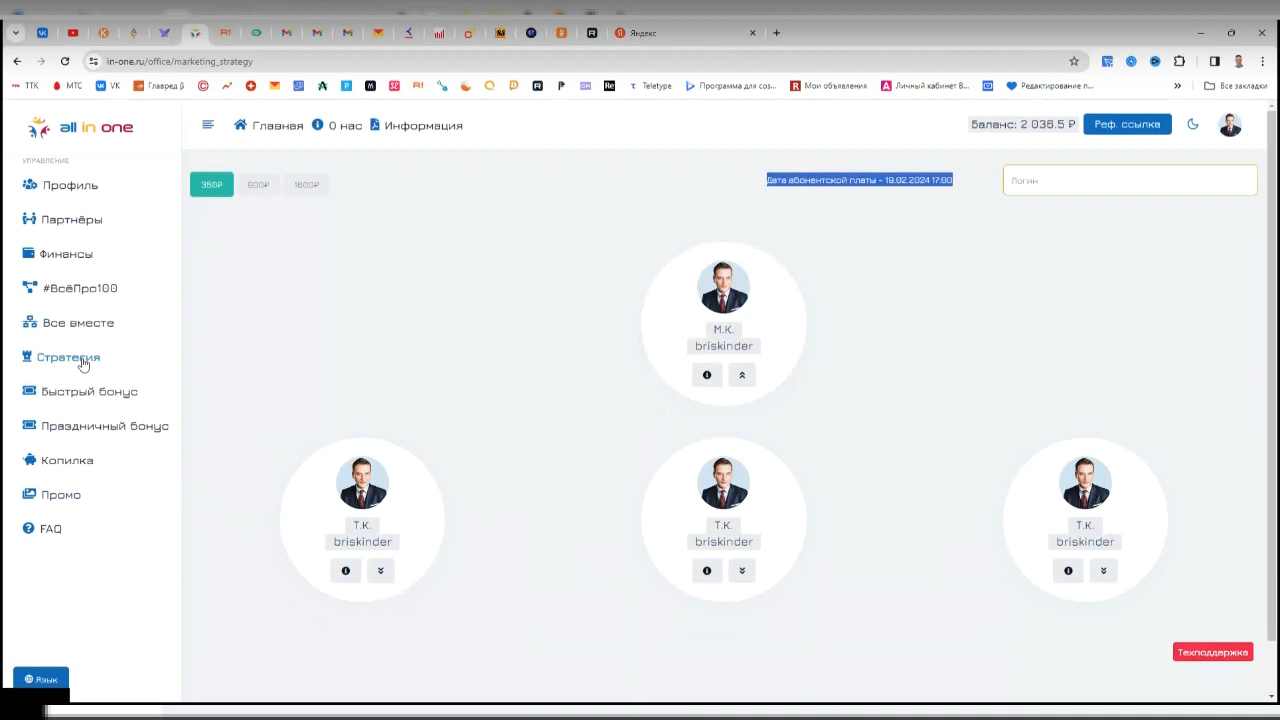 Яндекс
in-one.ru/office/marketing_strategy
ТТК
МТС
VK
Главред β
Teletype
Программа для соз...
Мои объявления
Личный кабинет В...
Редактирование п...
Все закладки
all in one
Главная
О нас
Информация
Баланс: 2 036.5 ₽
Реф. ссылка
УПРАВЛЕНИЕ
Профиль
Партнёры
Финансы
#ВсёПро100
Все вместе
Стратегия
Быстрый бонус
Праздничный бонус
Копилка
Промо
FAQ
Язык
350₽
900₽
1600₽
Дата абонентской платы - 19.02.2024 17:00
Логин
М.К.
briskinder
Т.К.
briskinder
Т.К.
briskinder
Т.К.
briskinder
Техподдержка